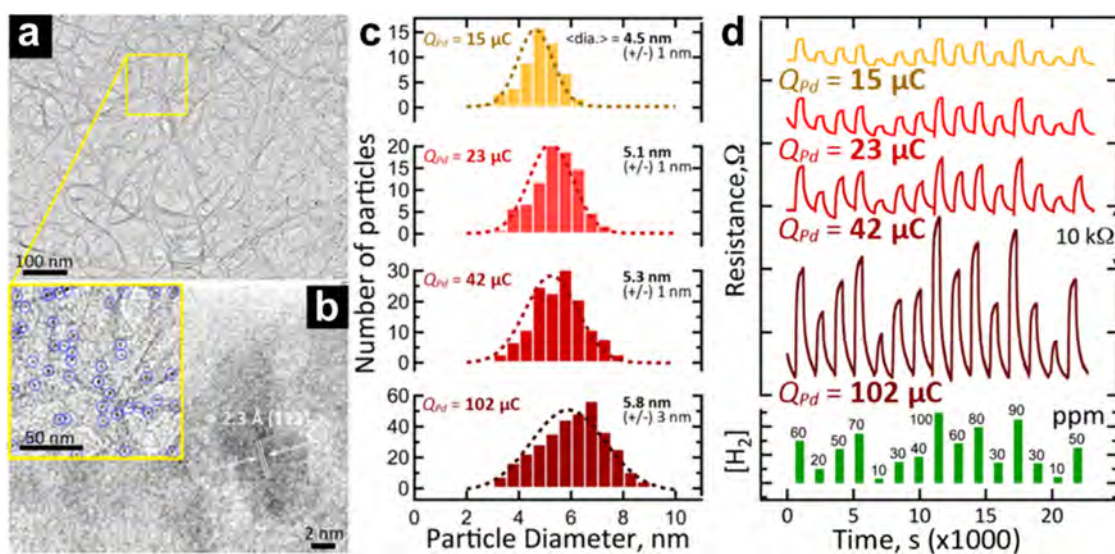 a
100 nm
b
50 nm
2.3 Å (111)
2 nm
c
Number of particles
Q_Pd = 15 µC
<dia.> = 4.5 nm
(+/-) 1 nm
15
10
5
0
Q_Pd = 23 µC
5.1 nm
(+/-) 1 nm
20
15
10
5
0
Q_Pd = 42 µC
5.3 nm
(+/-) 1 nm
30
20
10
0
Q_Pd = 102 µC
5.8 nm
(+/-) 3 nm
60
40
20
0
0 2 4 6 8 10
Particle Diameter, nm
d
Resistance,Ω
Q_Pd = 15 µC
Q_Pd = 23 µC
Q_Pd = 42 µC
10 kΩ
Q_Pd = 102 µC
[H₂]
ppm
60 20 50 70 10 30 40 100 60 80 30 90 30 10 50
0 5 10 15 20
Time, s (x1000)